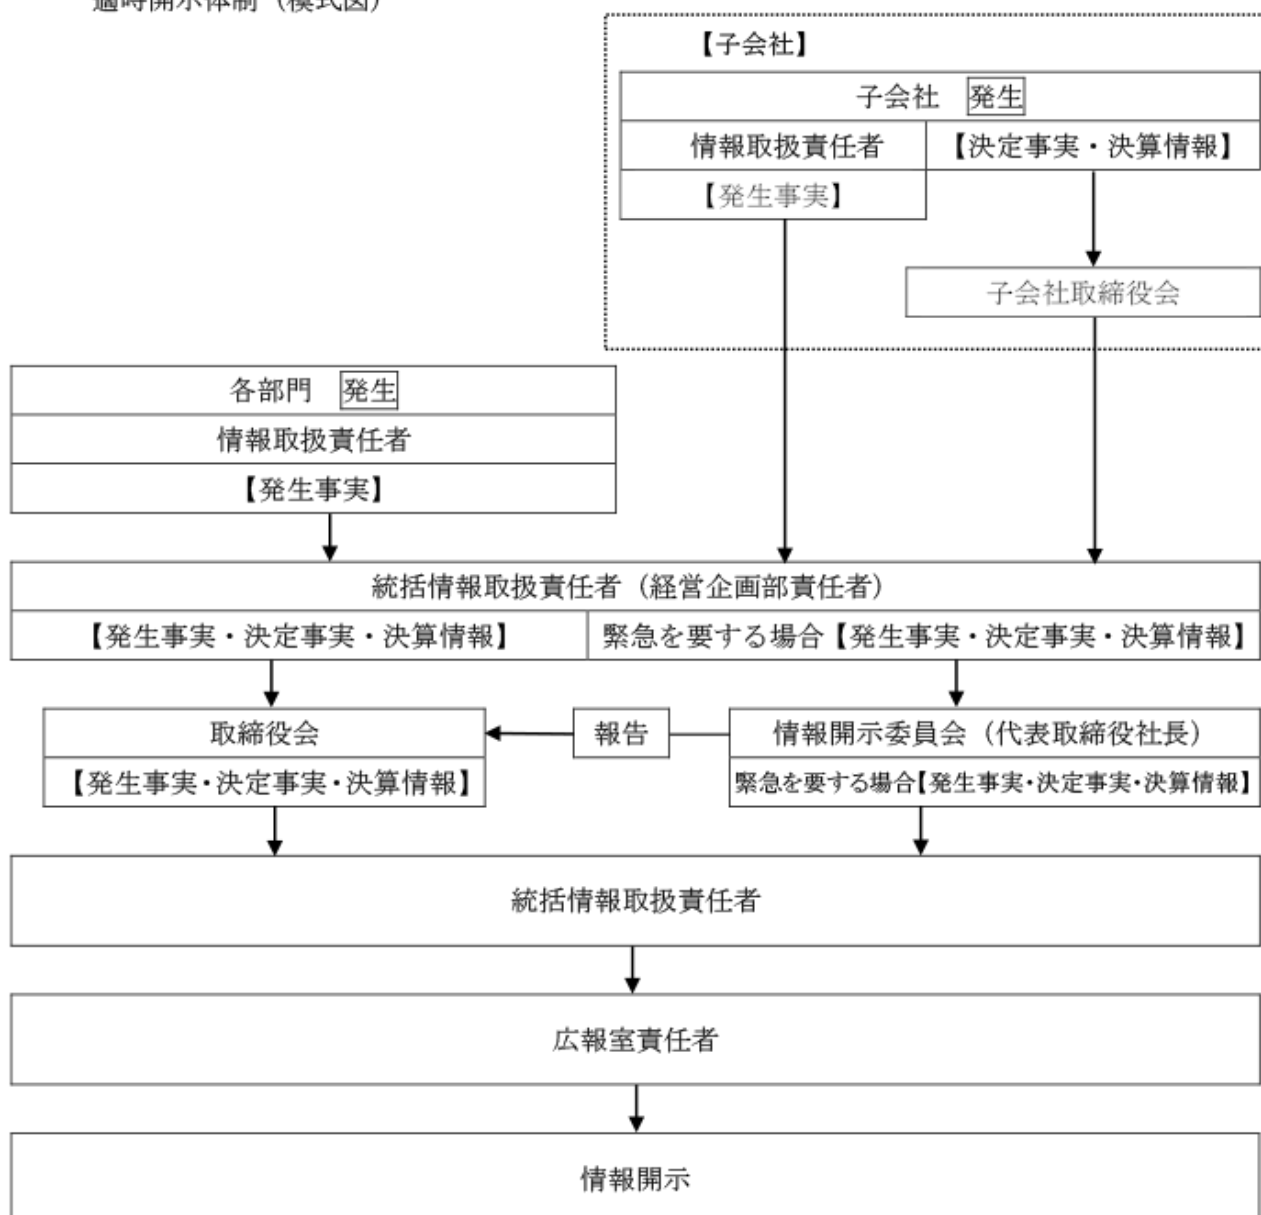 適時開示体制（模式図）
【子会社】
子会社 発生
情報取扱責任者 【決定事実・決算情報】
【発生事実】
子会社取締役会
各部門 発生
情報取扱責任者
【発生事実】
統括情報取扱責任者（経営企画部責任者）
【発生事実・決定事実・決算情報】 緊急を要する場合【発生事実・決定事実・決算情報】
取締役会 報告 情報開示委員会（代表取締役社長）
【発生事実・決定事実・決算情報】 緊急を要する場合【発生事実・決定事実・決算情報】
統括情報取扱責任者
広報室責任者
情報開示